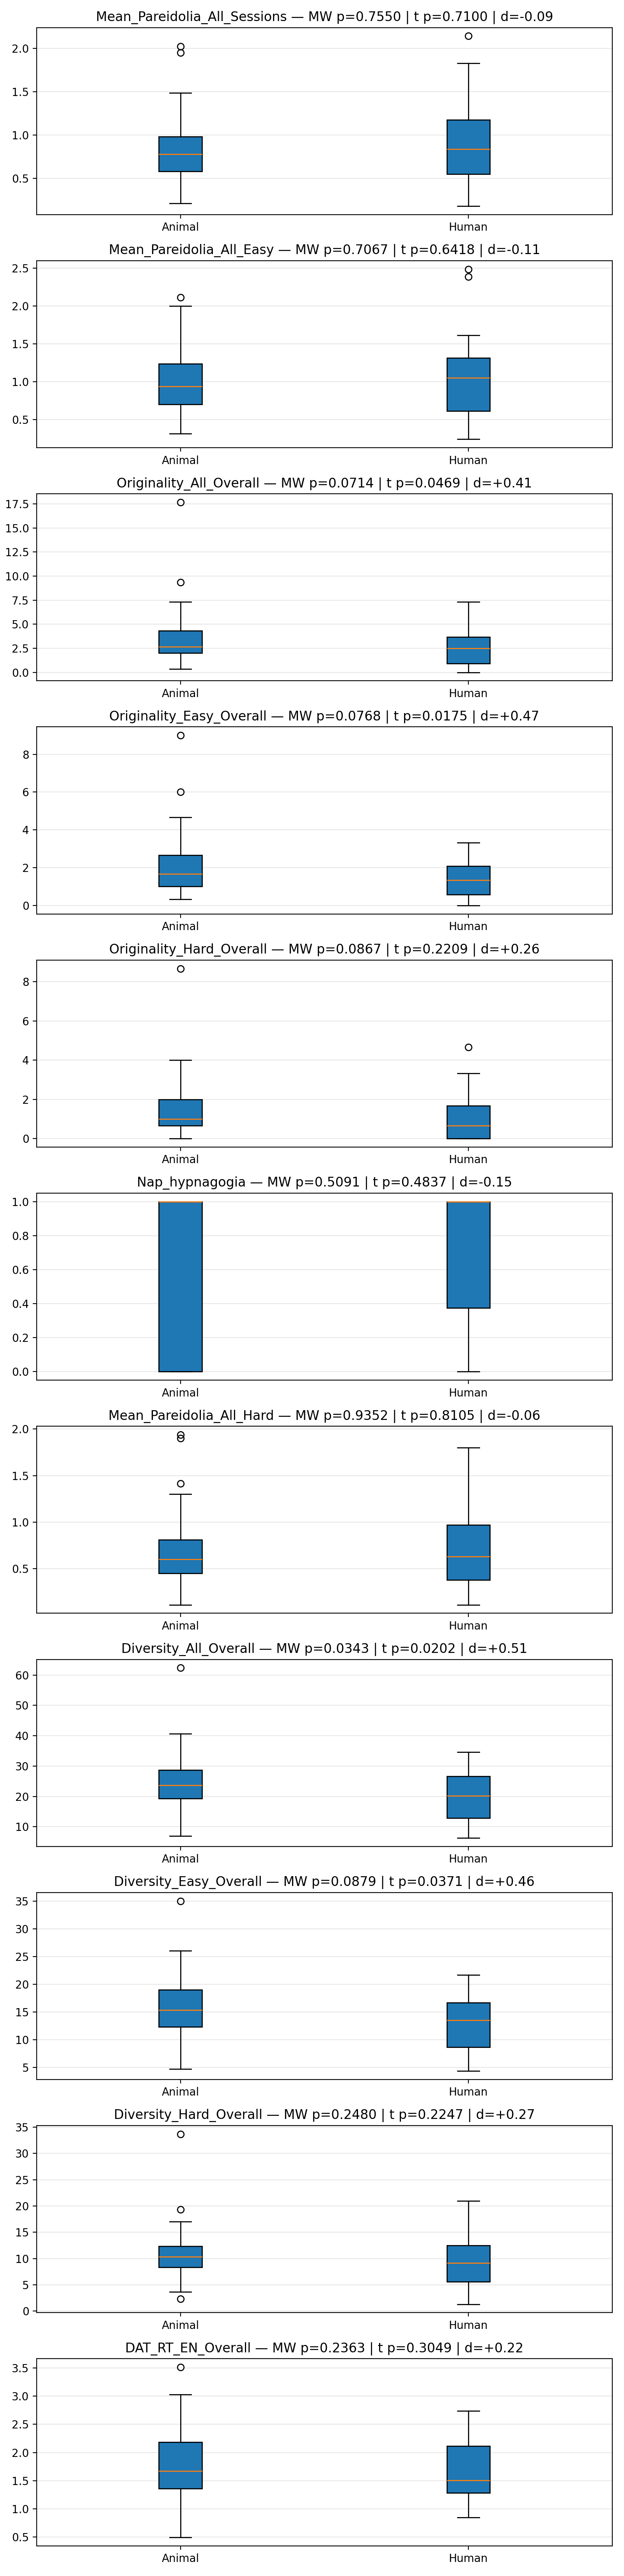 Mean_Pareidolia_All_Sessions — MW p=0.7550 | t p=0.7100 | d=-0.09
2.0
1.5
1.0
0.5
Animal Human
Mean_Pareidolia_All_Easy — MW p=0.7067 | t p=0.6418 | d=-0.11
2.5
2.0
1.5
1.0
0.5
Animal Human
Originality_All_Overall — MW p=0.0714 | t p=0.0469 | d=+0.41
17.5
15.0
12.5
10.0
7.5
5.0
2.5
0.0
Animal Human
Originality_Easy_Overall — MW p=0.0768 | t p=0.0175 | d=+0.47
8
6
4
2
0
Animal Human
Originality_Hard_Overall — MW p=0.0867 | t p=0.2209 | d=+0.26
8
6
4
2
0
Animal Human
Nap_hypnagogia — MW p=0.5091 | t p=0.4837 | d=-0.15
1.0
0.8
0.6
0.4
0.2
0.0
Animal Human
Mean_Pareidolia_All_Hard — MW p=0.9352 | t p=0.8105 | d=-0.06
2.0
1.5
1.0
0.5
Animal Human
Diversity_All_Overall — MW p=0.0343 | t p=0.0202 | d=+0.51
60
50
40
30
20
10
Animal Human
Diversity_Easy_Overall — MW p=0.0879 | t p=0.0371 | d=+0.46
35
30
25
20
15
10
5
Animal Human
Diversity_Hard_Overall — MW p=0.2480 | t p=0.2247 | d=+0.27
35
30
25
20
15
10
5
0
Animal Human
DAT_RT_EN_Overall — MW p=0.2363 | t p=0.3049 | d=+0.22
3.5
3.0
2.5
2.0
1.5
1.0
0.5
Animal Human